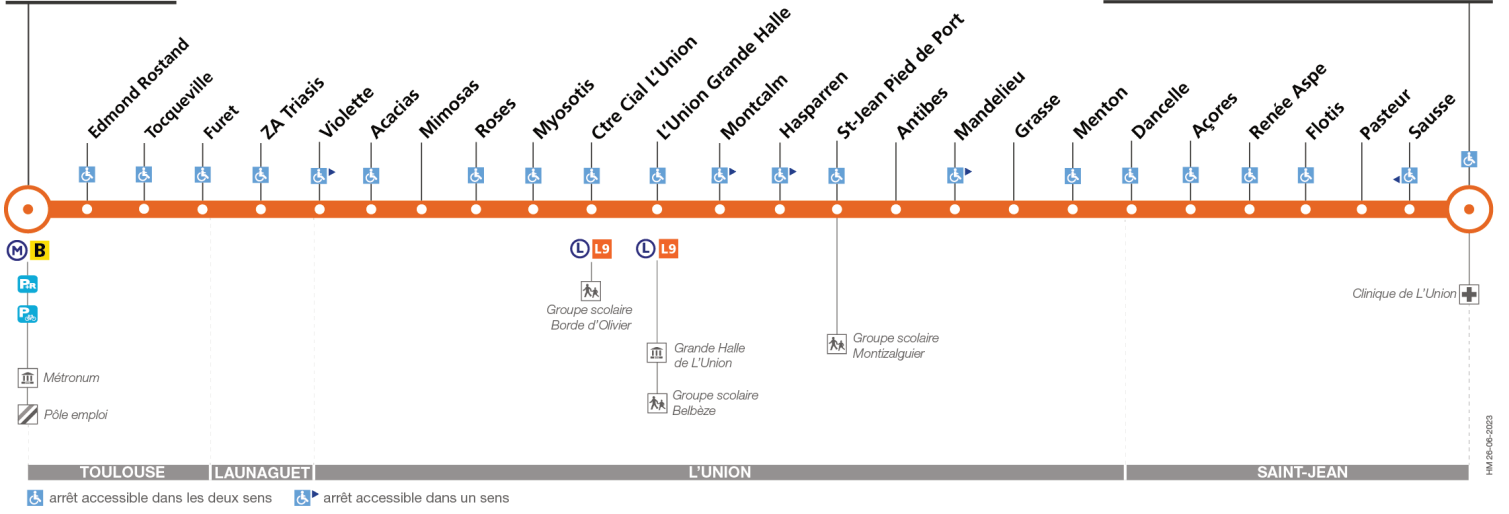 Edmond Rostand
Tocqueville
Furet
ZA Triasis
Violette
Acacias
Mimosas
Roses
Myosotis
Ctre Cial L'Union
L'Union Grande Halle
Montcalm
Hasparren
St-Jean Pied de Port
Antibes
Mandelieu
Grasse
Menton
Dancelle
Açores
Renée Aspe
Flotis
Pasteur
Sausse
M B
P+R
P
L L9
L L9
Groupe scolaire
Borde d'Olivier
Grande Halle
de L'Union
Groupe scolaire
Belbèze
Groupe scolaire
Montizalguier
Clinique de L'Union
Métronum
Pôle emploi
TOULOUSE
LAUNAGUET
L'UNION
SAINT-JEAN
arrêt accessible dans les deux sens
arrêt accessible dans un sens
HM 26-06-2023